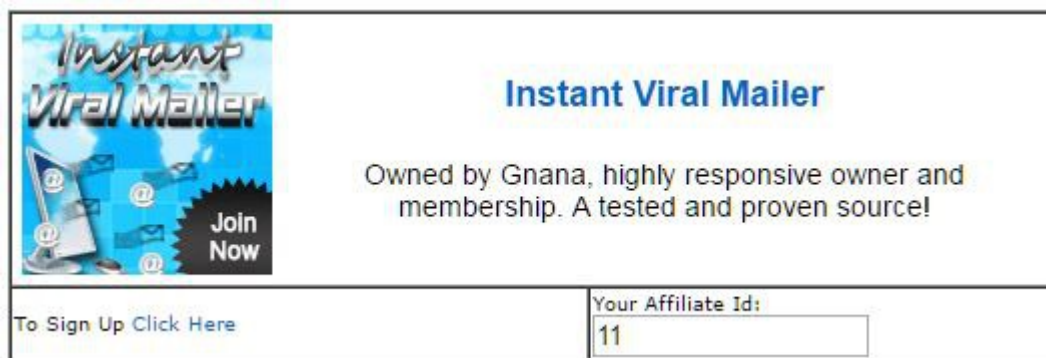 Instant
Viral Mailer
Join
Now
Instant Viral Mailer
Owned by Gnana, highly responsive owner and
membership. A tested and proven source!
To Sign Up Click Here
Your Affiliate Id:
11